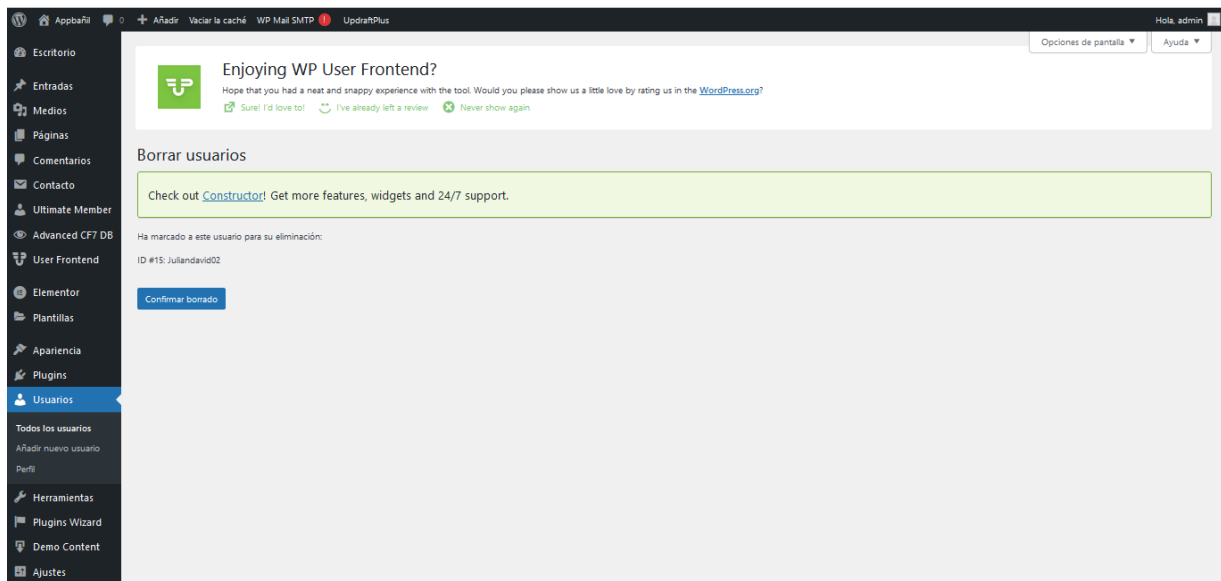 Appbañil 0 Añadir Vaciar la caché WP Mail SMTP ! UpdraftPlus Hola, admin
Opciones de pantalla ▼ Ayuda ▼
Escritorio
Entradas
Medios
Páginas
Comentarios
Contacto
Ultimate Member
Advanced CF7 DB
User Frontend
Elementor
Plantillas
Apariencia
Plugins
Usuarios
Todos los usuarios
Añadir nuevo usuario
Perfil
Herramientas
Plugins Wizard
Demo Content
Ajustes
Enjoying WP User Frontend?
Hope that you had a neat and snappy experience with the tool. Would you please show us a little love by rating us in the WordPress.org?
Sure! I'd love to! I've already left a review Never show again
Borrar usuarios
Check out Constructor! Get more features, widgets and 24/7 support.
Ha marcado a este usuario para su eliminación:
ID #15: Juliandavid02
Confirmar borrado